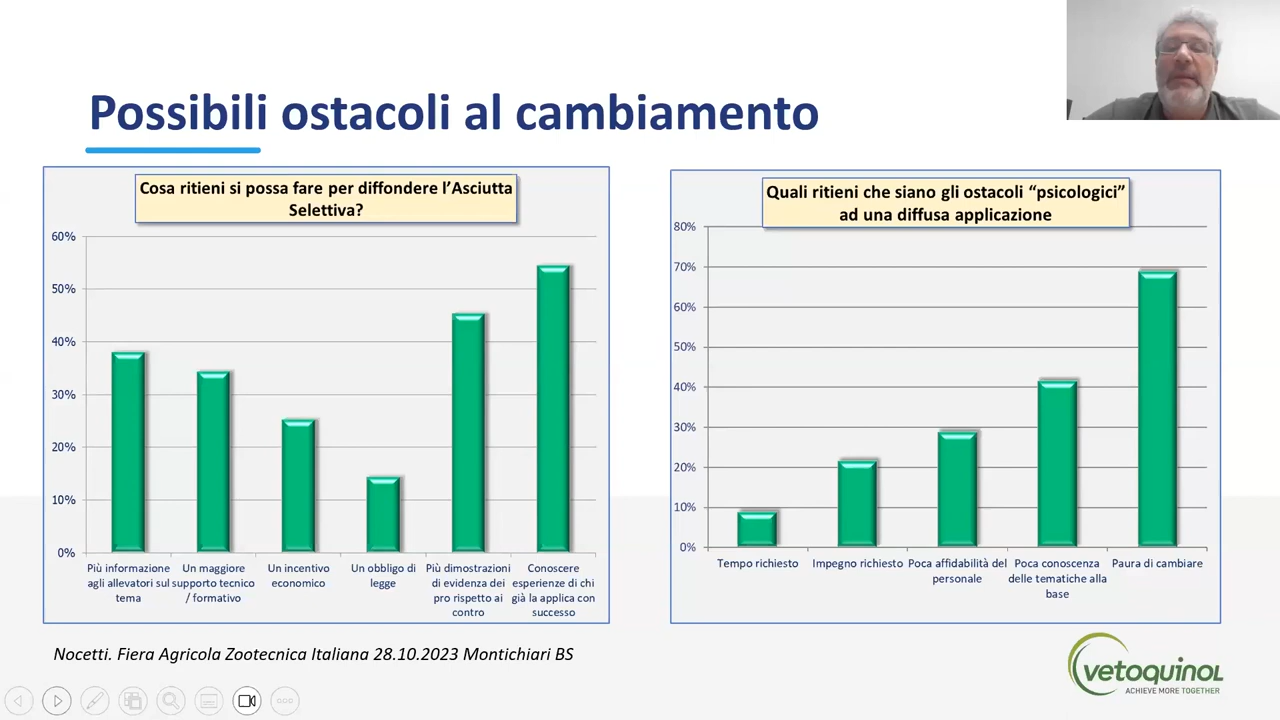 Possibili ostacoli al cambiamento
Cosa ritieni si possa fare per diffondere l'Asciutta
Selettiva?
60%
50%
40%
30%
20%
10%
0%
Più informazione
agli allevatori sul
tema
Un maggiore
supporto tecnico
/ formativo
Un incentivo
economico
Un obbligo di
legge
Più dimostrazioni
di evidenza dei
pro rispetto ai
contro
Conoscere
esperienze di chi
già la applica con
successo
Quali ritieni che siano gli ostacoli “psicologici”
ad una diffusa applicazione
80%
70%
60%
50%
40%
30%
20%
10%
0%
Tempo richiesto
Impegno richiesto
Poca affidabilità del
personale
Poca conoscenza
delle tematiche alla
base
Paura di cambiare
Nocetti. Fiera Agricola Zootecnica Italiana 28.10.2023 Montichiari BS
vetoquinol
ACHIEVE MORE TOGETHER